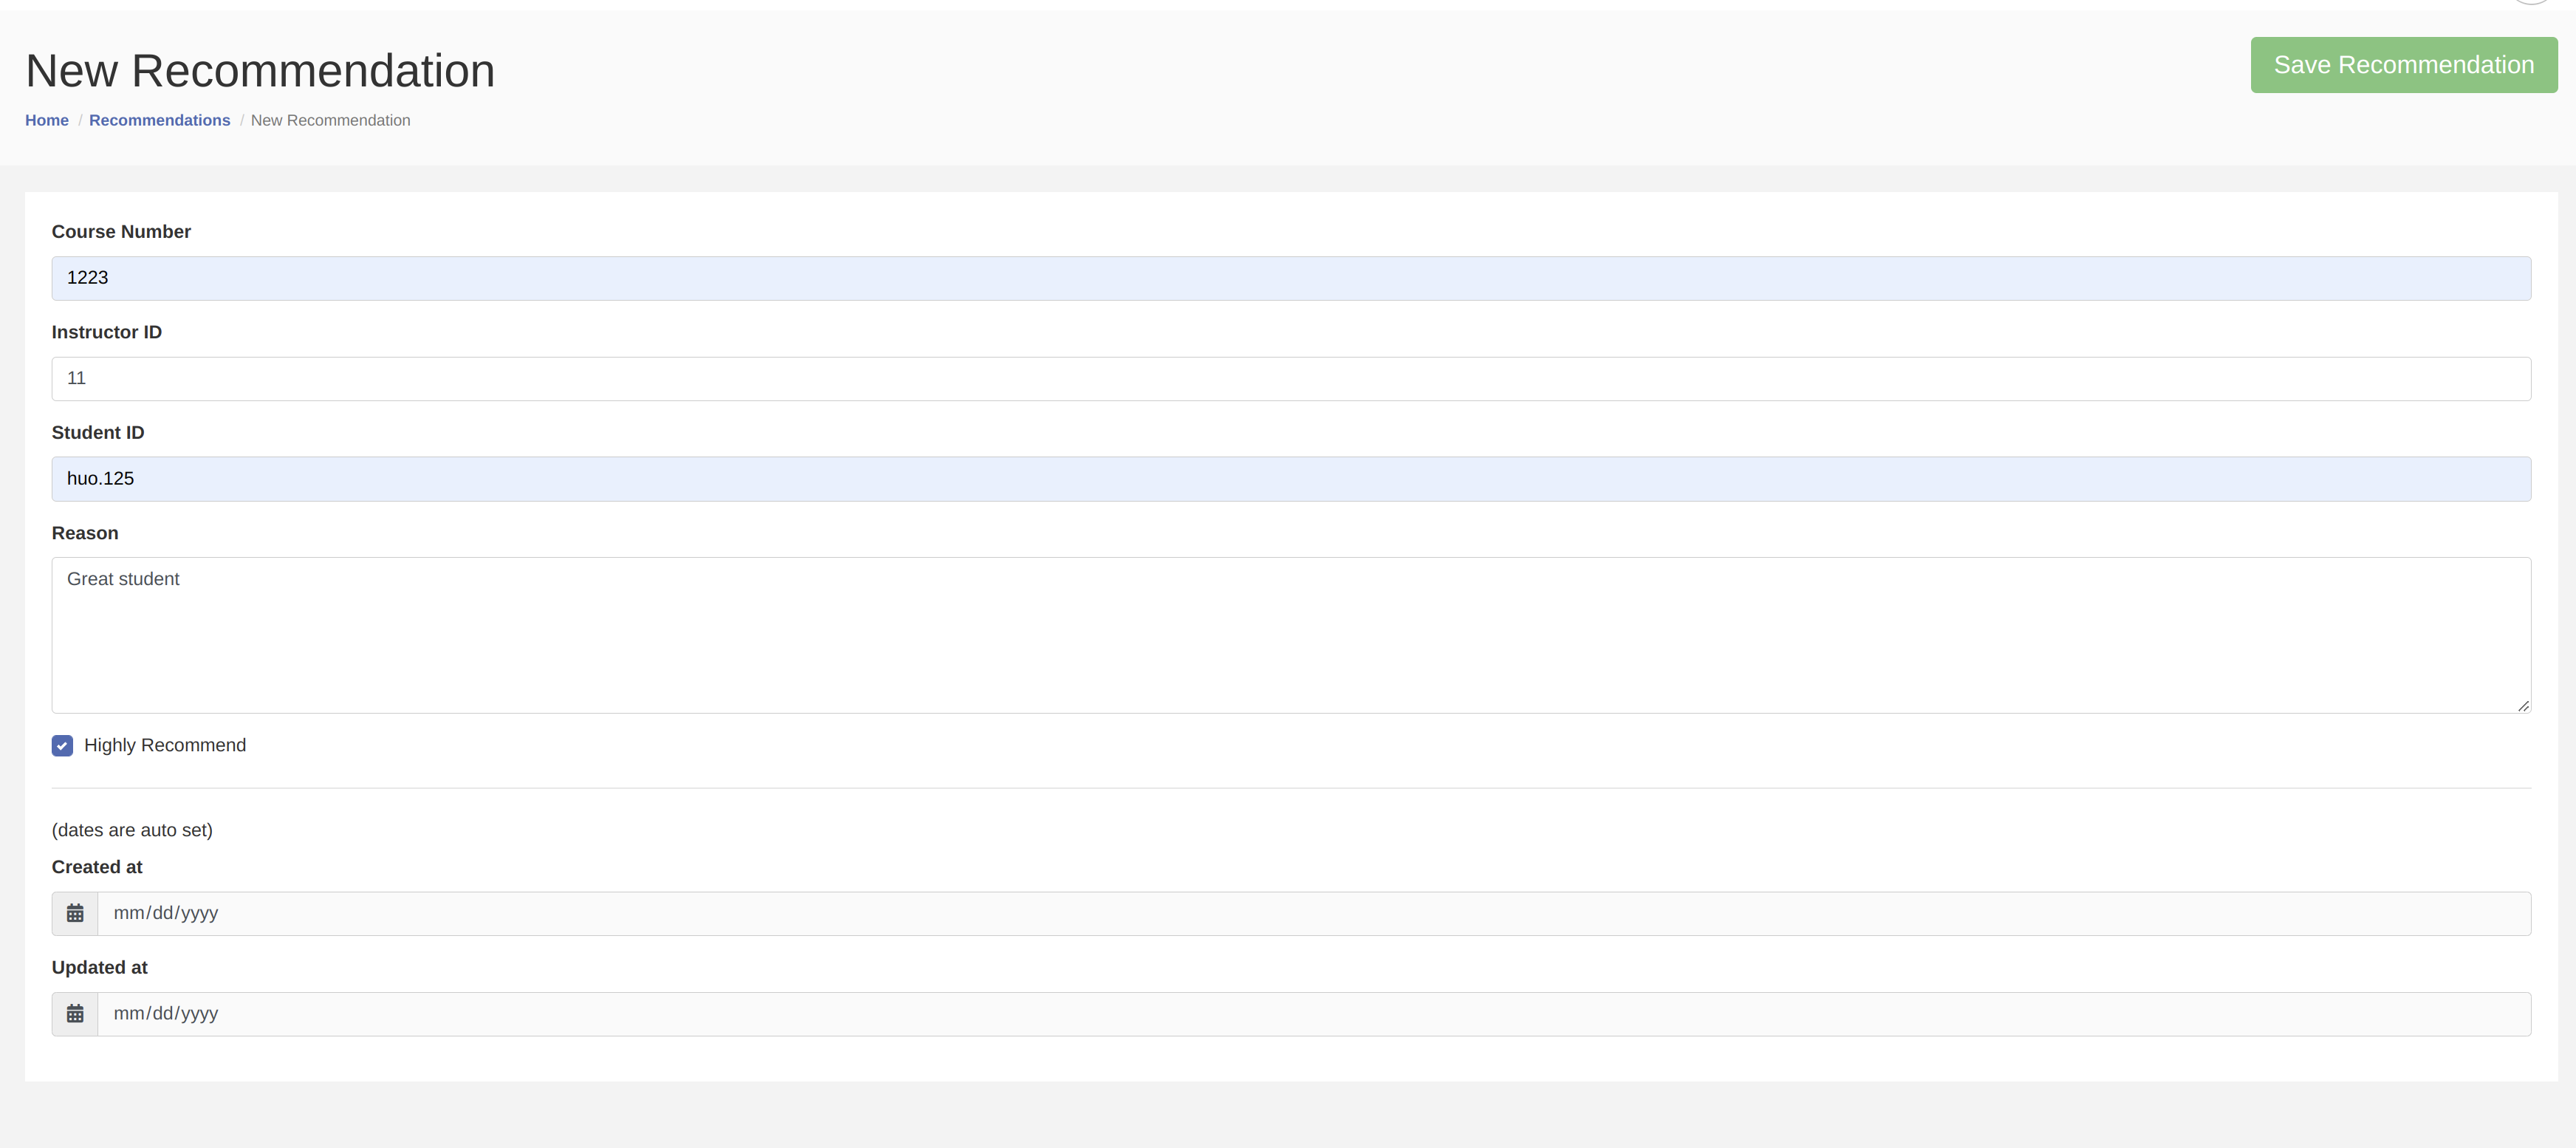 New Recommendation
Save Recommendation
Home / Recommendations / New Recommendation
Course Number
1223
Instructor ID
11
Student ID
huo.125
Reason
Great student
Highly Recommend
(dates are auto set)
Created at
mm/dd/yyyy
Updated at
mm/dd/yyyy